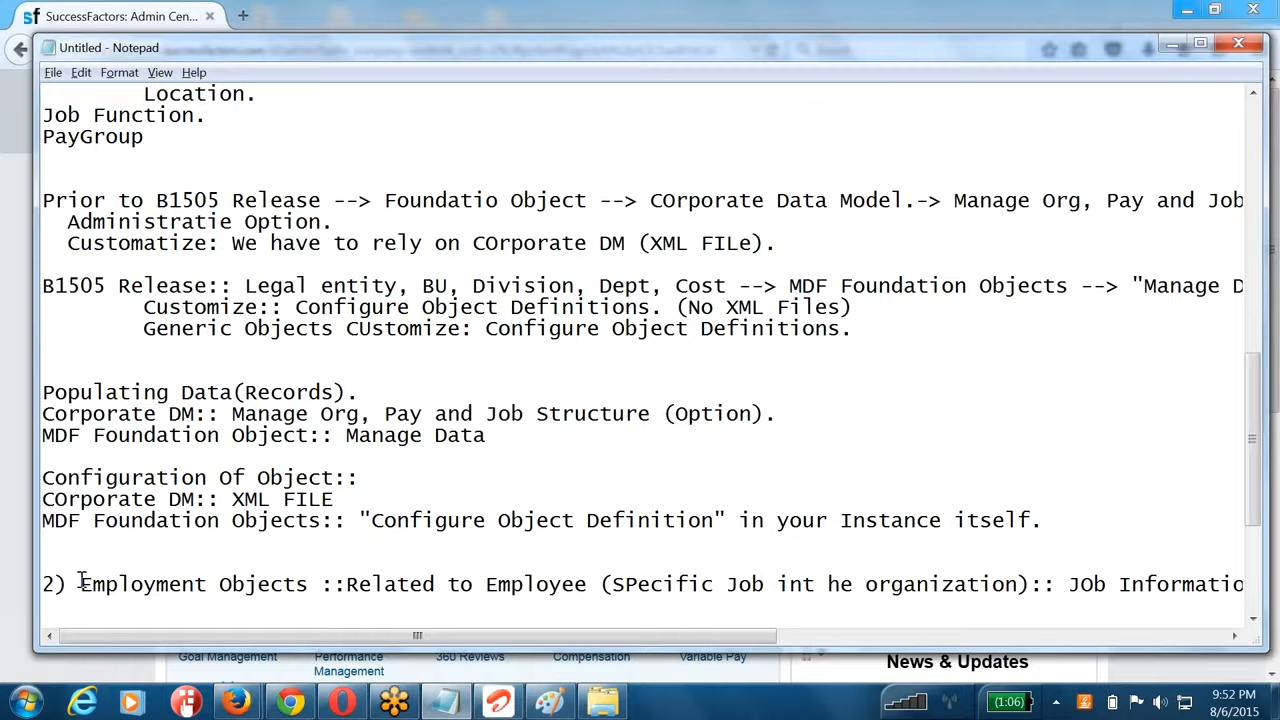 SuccessFactors: Admin Cen...
Untitled - Notepad
File Edit Format View Help
Location.
Job Function.
PayGroup
Prior to B1505 Release --> Foundatio Object --> COrporate Data Model.-> Manage Org, Pay and Job
Administratie Option.
Customatize: We have to rely on COrporate DM (XML FILe).
B1505 Release:: Legal entity, BU, Division, Dept, Cost --> MDF Foundation Objects --> "Manage D
Customize:: Configure Object Definitions. (No XML Files)
Generic Objects CUstomize: Configure Object Definitions.
Populating Data(Records).
Corporate DM:: Manage Org, Pay and Job Structure (Option).
MDF Foundation Object:: Manage Data
Configuration Of Object::
COrporate DM:: XML FILE
MDF Foundation Objects:: "Configure Object Definition" in your Instance itself.
2) Employment Objects ::Related to Employee (SPecific Job int he organization):: JOb Informatio
Goal Management
Performance Management
360 Reviews
Compensation
Variable Pay
News & Updates
(1:06)
9:52 PM
8/6/2015